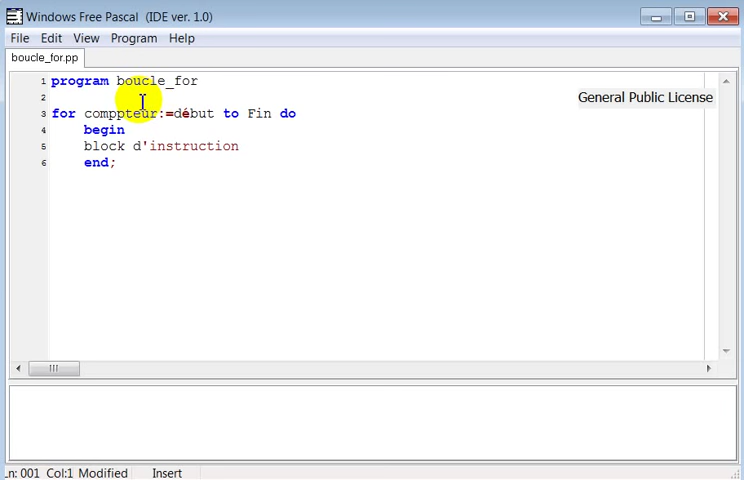 Windows Free Pascal (IDE ver. 1.0)
File Edit View Program Help
boucle_for.pp
1 program boucle_for
2
General Public License
3 for comppteur:=début to Fin do
4 begin
5 block d'instruction
6 end;
Ln: 001 Col:1 Modified Insert